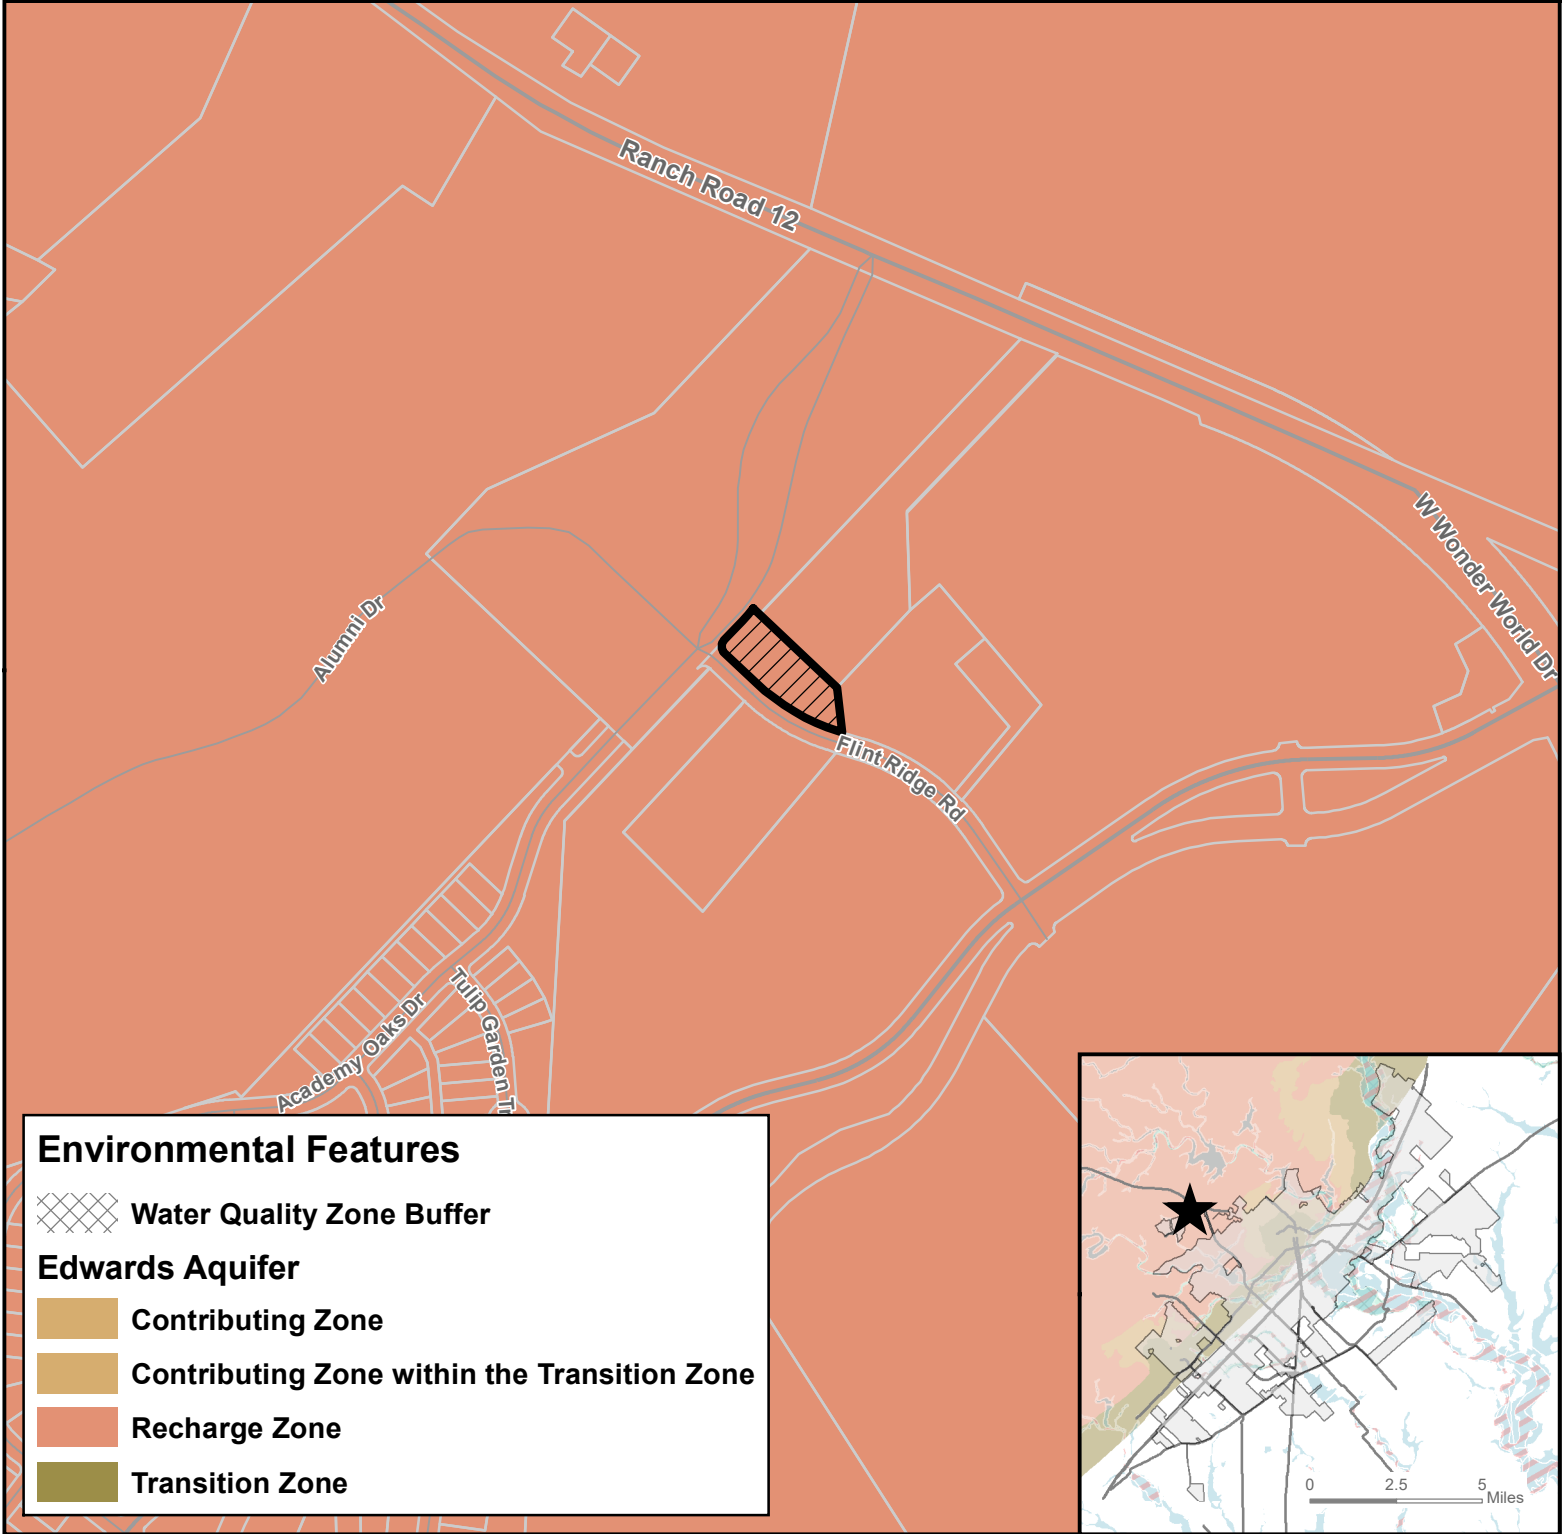 Ranch Road 12
W Wonder World Dr
Alumni Dr
Flint Ridge Rd
Tulip Garden Tr
Academy Oaks Dr
Environmental Features
Water Quality Zone Buffer
Edwards Aquifer
Contributing Zone
Contributing Zone within the Transition Zone
Recharge Zone
Transition Zone
0 2.5 5
Miles